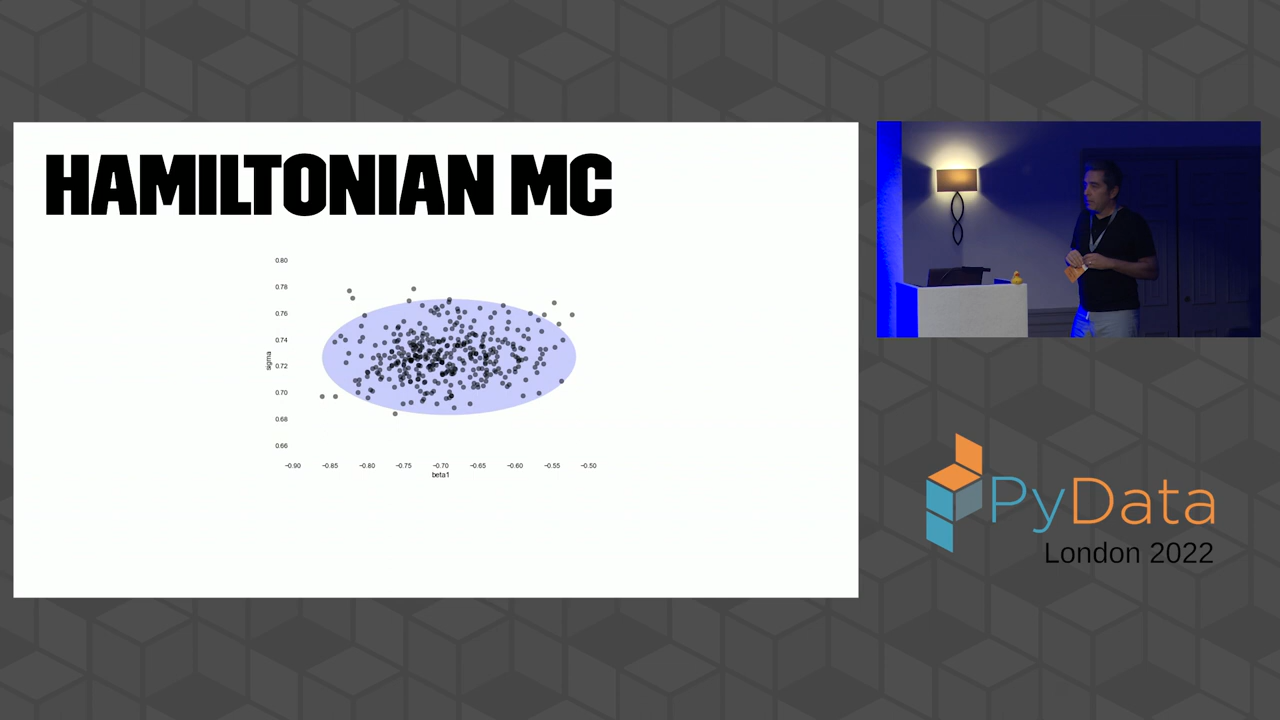 HAMILTONIAN MC
0.80
0.78
0.76
0.74
0.72
0.70
0.68
0.66
sigma
−0.90 −0.85 −0.80 −0.75 −0.70 −0.65 −0.60 −0.55 −0.50
beta1
PyData
London 2022